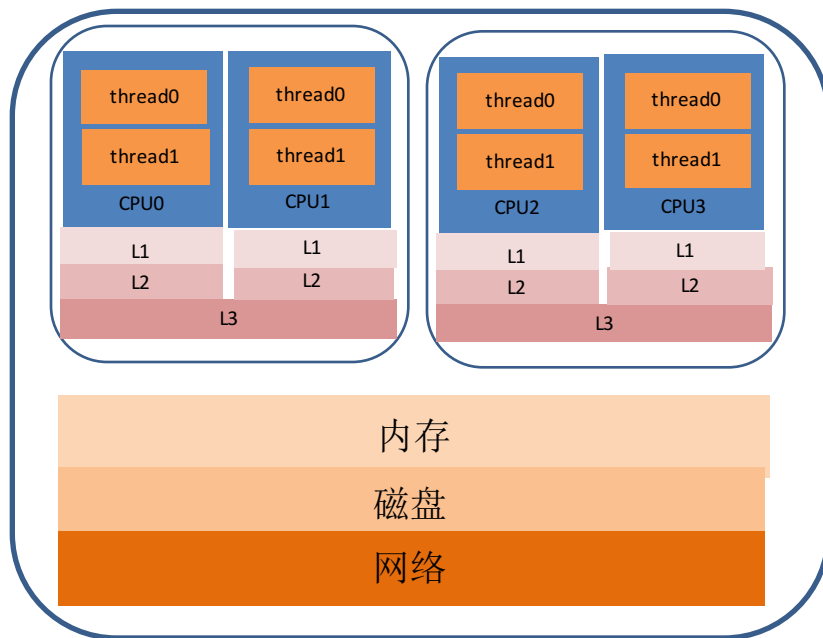 thread0
thread1
CPU0
thread0
thread1
CPU1
L1
L1
L2
L2
L3
thread0
thread1
CPU2
thread0
thread1
CPU3
L1
L1
L2
L2
L3
内存
磁盘
网络